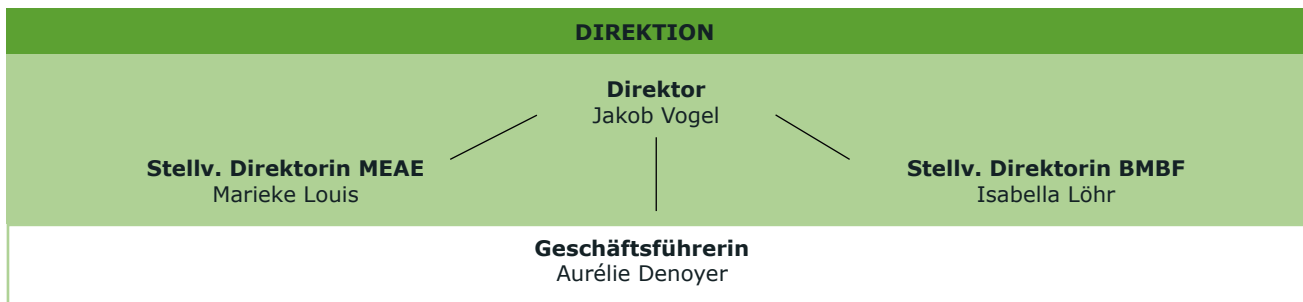 DIREKTION
Direktor
Jakob Vogel
Stellv. Direktorin MEAE
Marieke Louis
Stellv. Direktorin BMBF
Isabella Löhr
Geschäftsführerin
Aurélie Denoyer